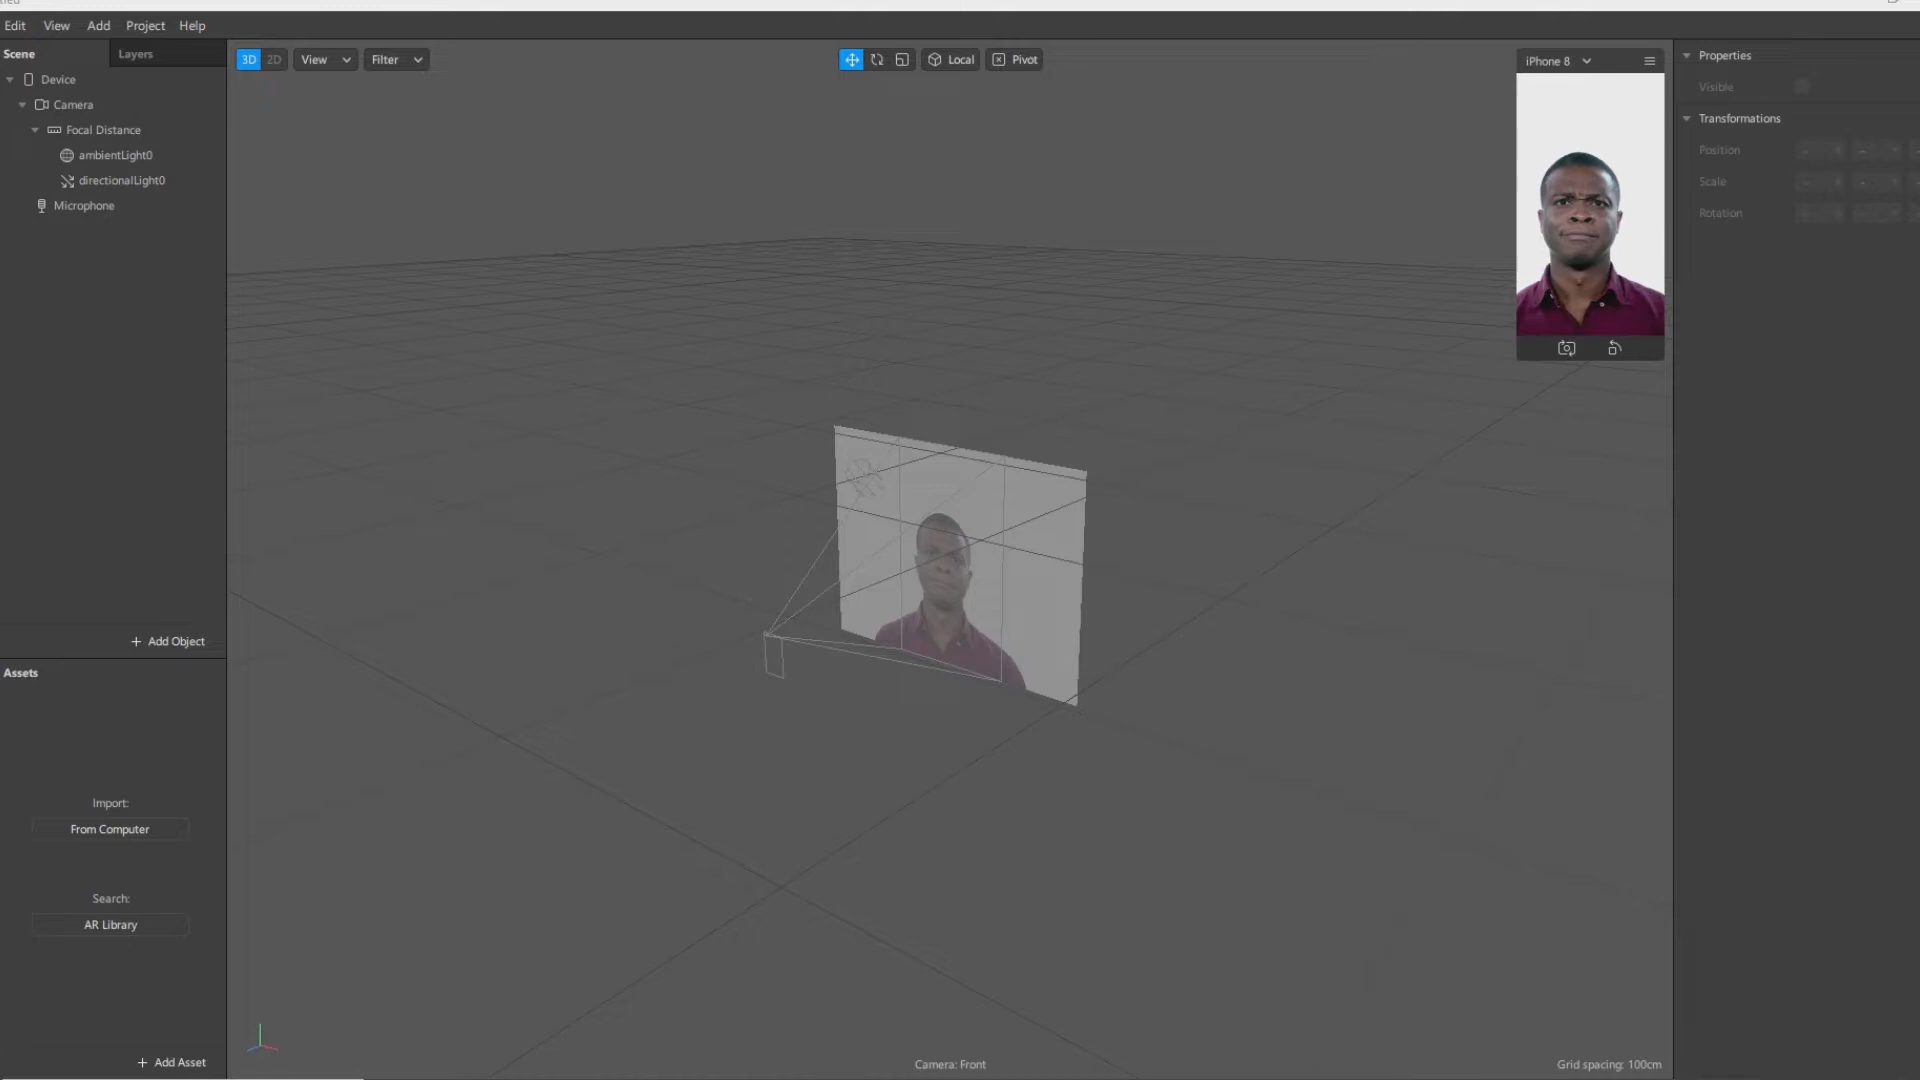 Edit View Add Project Help
Scene Layers
Device
Camera
Focal Distance
ambientLight0
directionalLight0
Microphone
+ Add Object
Assets
Import:
From Computer
Search:
AR Library
+ Add Asset
3D 2D View Filter
Local Pivot
Camera: Front
Grid spacing: 100cm
iPhone 8
Properties
Visible
Transformations
Position
Scale
Rotation